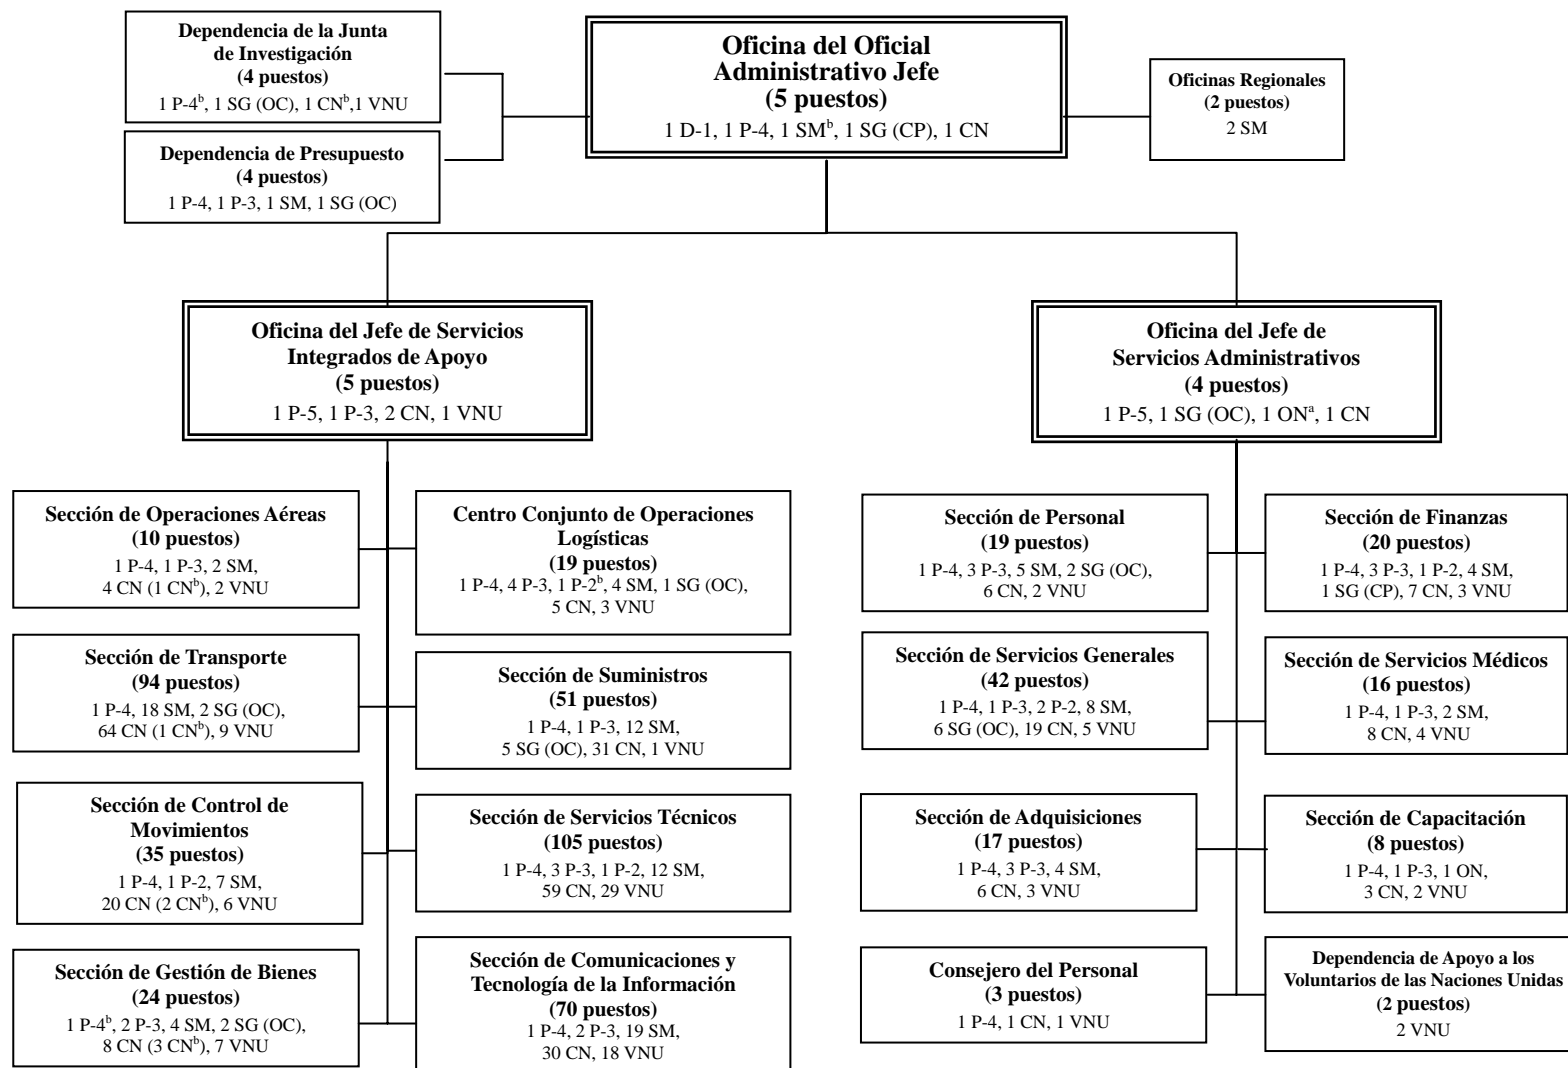 Dependencia de la Junta
de Investigación
(4 puestos)
1 P-4ᵇ, 1 SG (OC), 1 CNᵇ,1 VNU
Dependencia de Presupuesto
(4 puestos)
1 P-4, 1 P-3, 1 SM, 1 SG (OC)
Oficina del Oficial
Administrativo Jefe
(5 puestos)
1 D-1, 1 P-4, 1 SMᵇ, 1 SG (CP), 1 CN
Oficinas Regionales
(2 puestos)
2 SM
Oficina del Jefe de Servicios
Integrados de Apoyo
(5 puestos)
1 P-5, 1 P-3, 2 CN, 1 VNU
Oficina del Jefe de
Servicios Administrativos
(4 puestos)
1 P-5, 1 SG (OC), 1 ONᵃ, 1 CN
Sección de Operaciones Aéreas
(10 puestos)
1 P-4, 1 P-3, 2 SM,
4 CN (1 CNᵇ), 2 VNU
Centro Conjunto de Operaciones
Logísticas
(19 puestos)
1 P-4, 4 P-3, 1 P-2ᵇ, 4 SM, 1 SG (OC),
5 CN, 3 VNU
Sección de Transporte
(94 puestos)
1 P-4, 18 SM, 2 SG (OC),
64 CN (1 CNᵇ), 9 VNU
Sección de Suministros
(51 puestos)
1 P-4, 1 P-3, 12 SM,
5 SG (OC), 31 CN, 1 VNU
Sección de Control de
Movimientos
(35 puestos)
1 P-4, 1 P-2, 7 SM,
20 CN (2 CNᵇ), 6 VNU
Sección de Servicios Técnicos
(105 puestos)
1 P-4, 3 P-3, 1 P-2, 12 SM,
59 CN, 29 VNU
Sección de Gestión de Bienes
(24 puestos)
1 P-4ᵇ, 2 P-3, 4 SM, 2 SG (OC),
8 CN (3 CNᵇ), 7 VNU
Sección de Comunicaciones y
Tecnología de la Información
(70 puestos)
1 P-4, 2 P-3, 19 SM,
30 CN, 18 VNU
Sección de Personal
(19 puestos)
1 P-4, 3 P-3, 5 SM, 2 SG (OC),
6 CN, 2 VNU
Sección de Finanzas
(20 puestos)
1 P-4, 3 P-3, 1 P-2, 4 SM,
1 SG (CP), 7 CN, 3 VNU
Sección de Servicios Generales
(42 puestos)
1 P-4, 1 P-3, 2 P-2, 8 SM,
6 SG (OC), 19 CN, 5 VNU
Sección de Servicios Médicos
(16 puestos)
1 P-4, 1 P-3, 2 SM,
8 CN, 4 VNU
Sección de Adquisiciones
(17 puestos)
1 P-4, 3 P-3, 4 SM,
6 CN, 3 VNU
Sección de Capacitación
(8 puestos)
1 P-4, 1 P-3, 1 ON,
3 CN, 2 VNU
Consejero del Personal
(3 puestos)
1 P-4, 1 CN, 1 VNU
Dependencia de Apoyo a los
Voluntarios de las Naciones Unidas
(2 puestos)
2 VNU